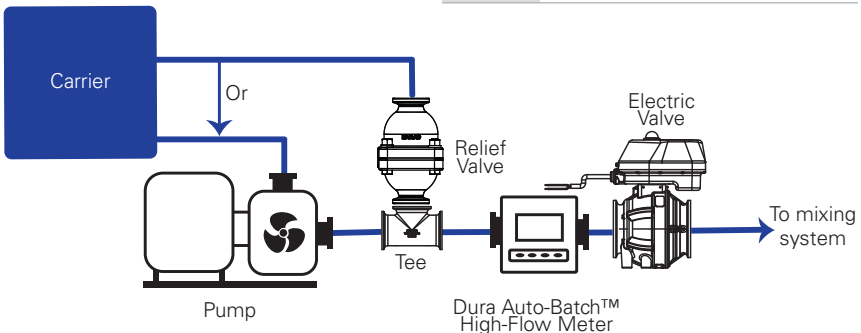 Carrier
Or
Electric
Valve
Relief
Valve
To mixing
system
Tee
Pump
Dura Auto-Batch™
High-Flow Meter